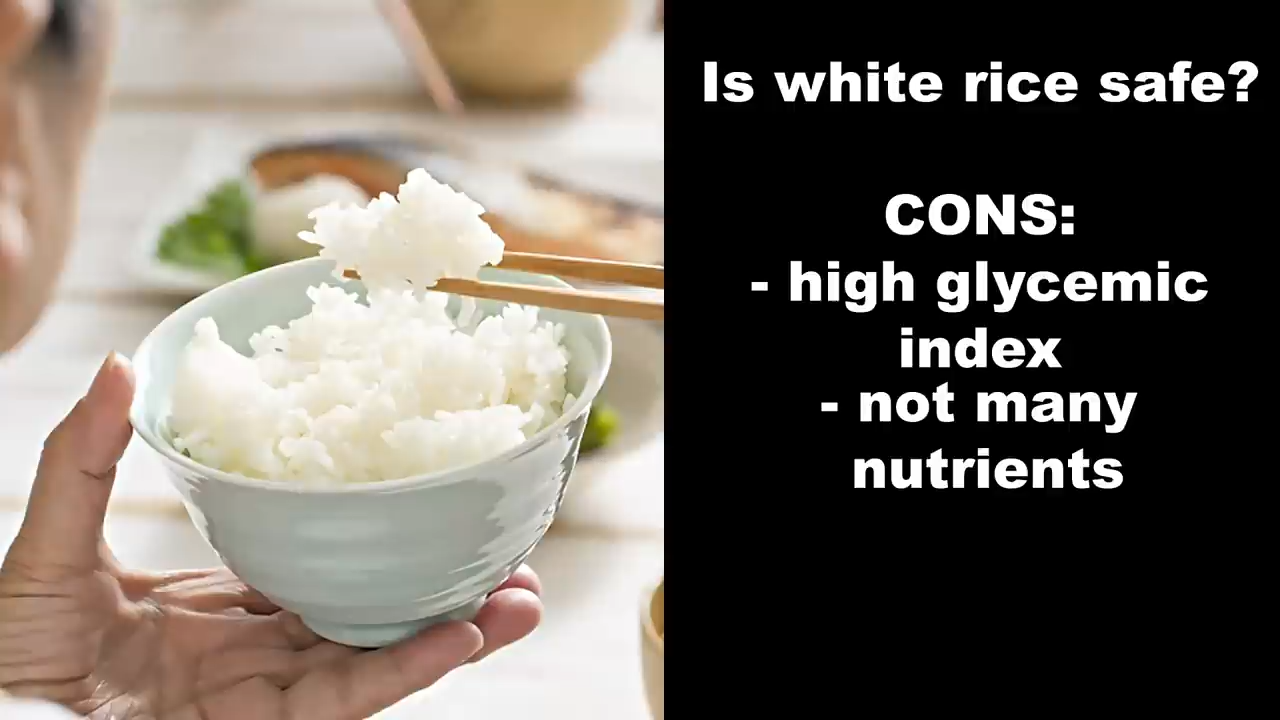 Is white rice safe?
CONS:
- high glycemic
index
- not many
nutrients